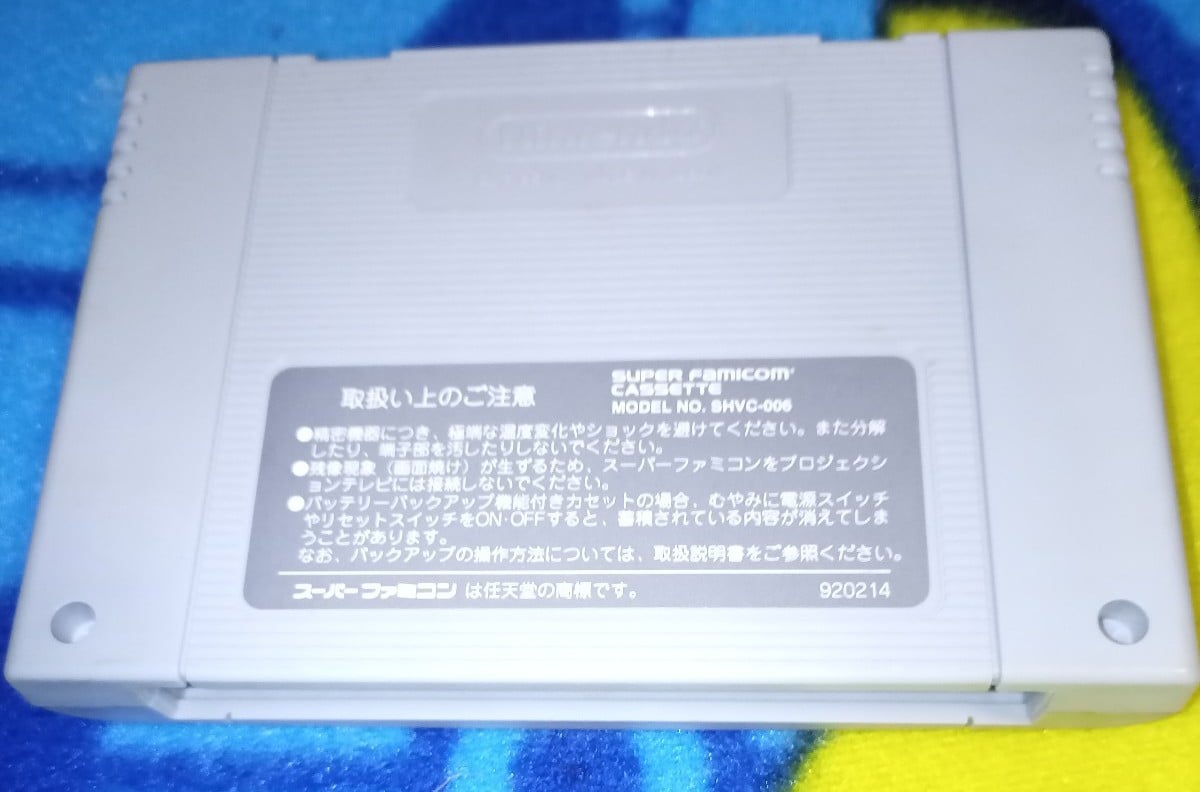 Nintendo
取扱い上のご注意
SUPER FAMICOM
CASSETTE
MODEL NO. SHVC-006
●精密機器につき、極端な温度変化やショックを避けてください。また分解
したり、端子部を汚したりしないでください。
●残像現象（画面焼け）が生ずるため、スーパーファミコンをプロジェクシ
ョンテレビには接続しないでください。
●バッテリーバックアップ機能付きカセットの場合、むやみに電源スイッチ
やリセットスイッチをON・OFFすると、蓄積されている内容が消えてしま
うことがあります。
なお、バックアップの操作方法については、取扱説明書をご参照ください。
スーパーファミコン は任天堂の商標です。
920214